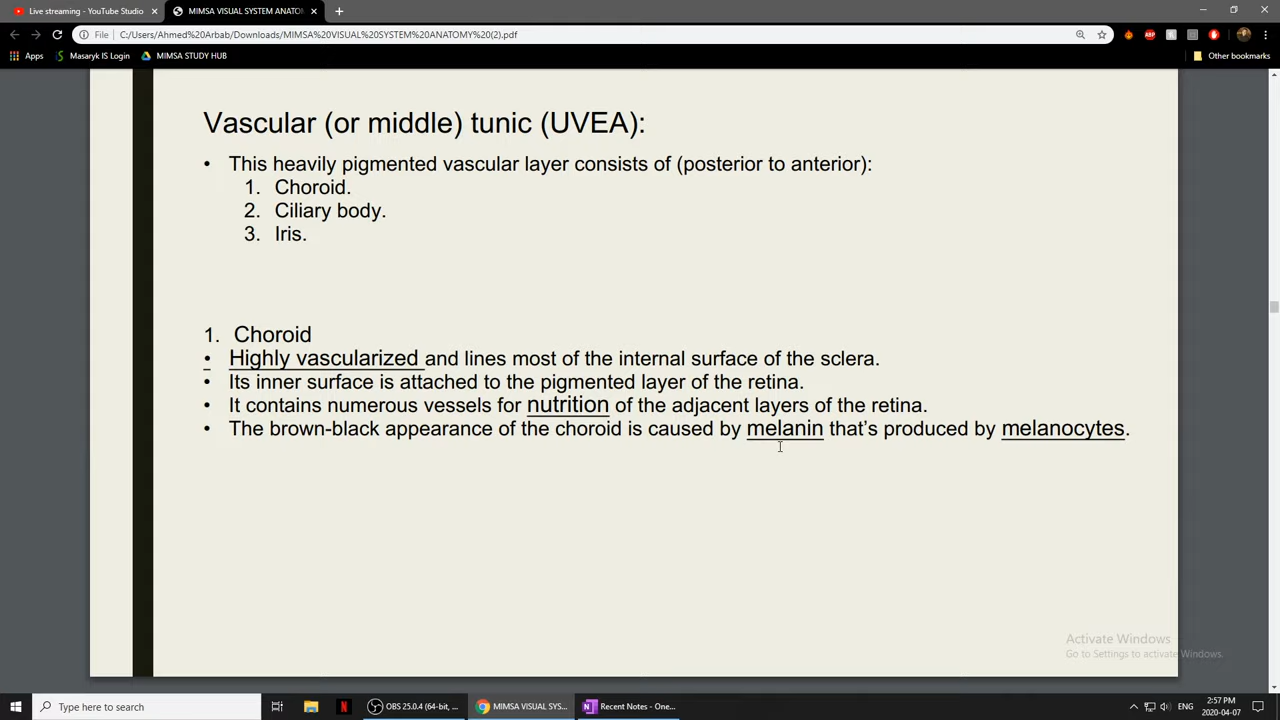 Live streaming - YouTube Studio
MIMSA VISUAL SYSTEM ANATOM
File
C:/Users/Ahmed%20Arbab/Downloads/MIMSA%20VISUAL%20SYSTEM%20ANATOMY%20(2).pdf
ABP
Apps
Masaryk IS Login
MIMSA STUDY HUB
Other bookmarks
Vascular (or middle) tunic (UVEA):
• This heavily pigmented vascular layer consists of (posterior to anterior):
1. Choroid.
2. Ciliary body.
3. Iris.
1. Choroid
• Highly vascularized and lines most of the internal surface of the sclera.
• Its inner surface is attached to the pigmented layer of the retina.
• It contains numerous vessels for nutrition of the adjacent layers of the retina.
• The brown-black appearance of the choroid is caused by melanin that's produced by melanocytes.
Activate Windows
Go to Settings to activate Windows.
Type here to search
N
OBS 25.0.4 (64-bit, ...
MIMSA VISUAL SYS...
Recent Notes - One...
ENG
2:57 PM
2020-04-07